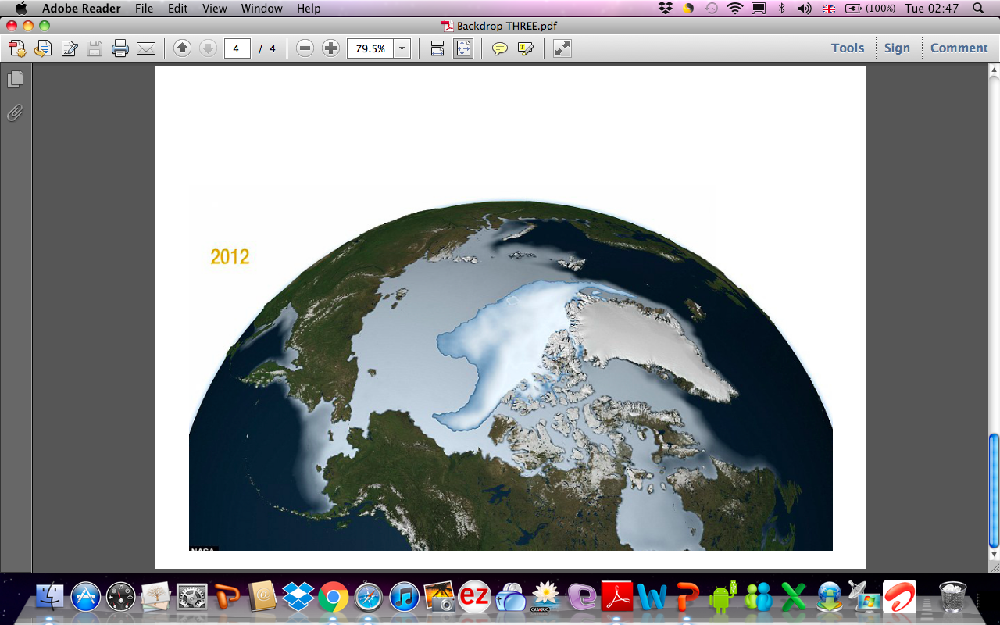 Adobe Reader File Edit View Window Help (100%) Tue 02:47
Backdrop THREE.pdf
4 / 4 79.5% Tools Sign Comment
2012
NASA
ez
QUARK